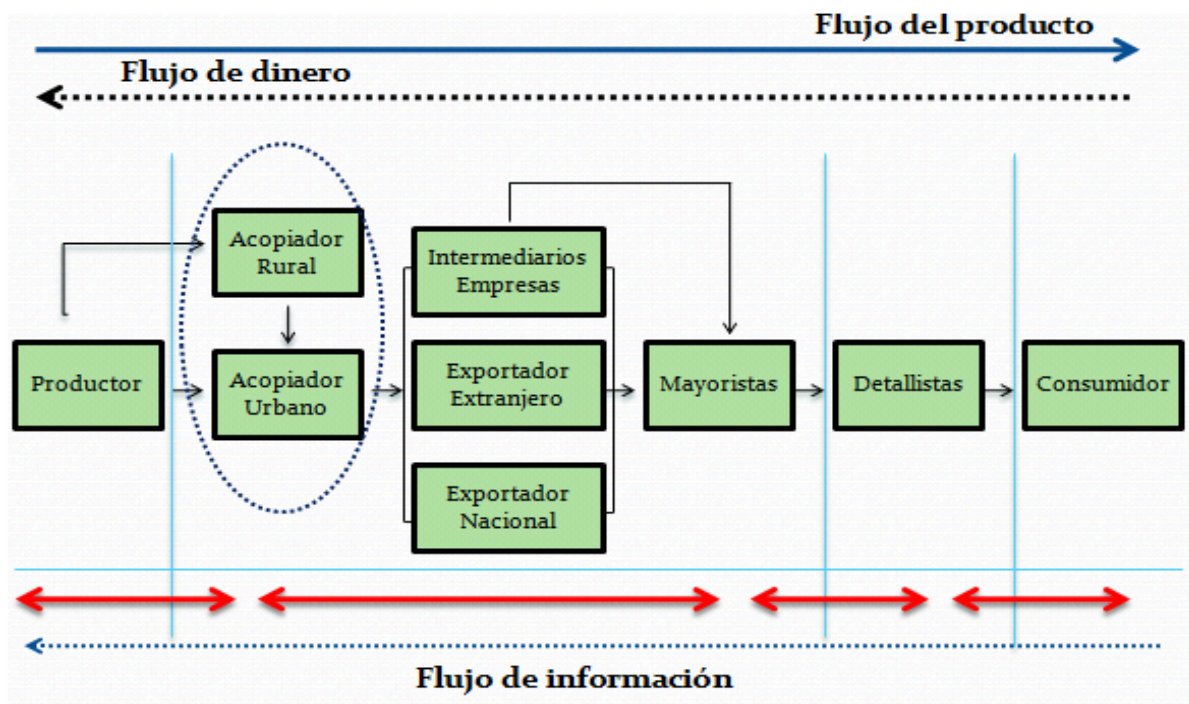 Flujo del producto
Flujo de dinero
Acopiador
Rural
Intermediarios
Empresas
Productor
Acopiador
Urbano
Exportador
Extranjero
Mayoristas
Detallistas
Consumidor
Exportador
Nacional
Flujo de información